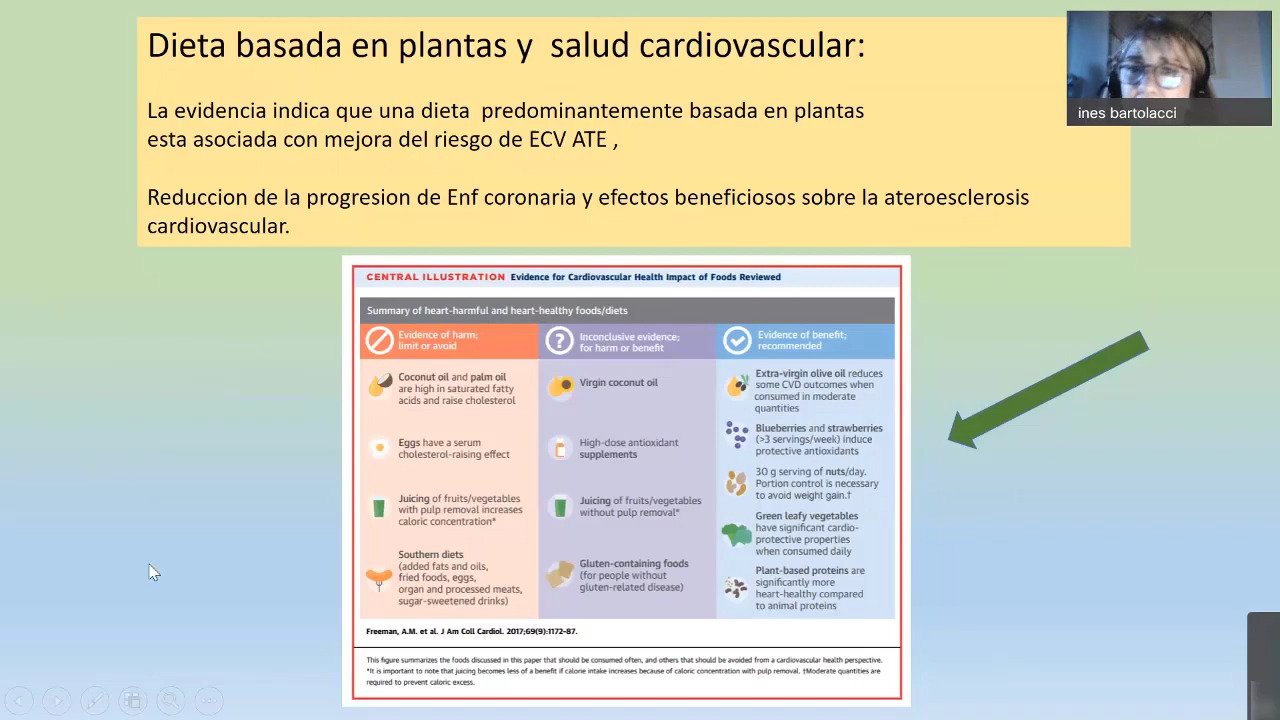 Dieta basada en plantas y  salud cardiovascular:
La evidencia indica que una dieta  predominantemente basada en plantas
esta asociada con mejora del riesgo de ECV ATE ,
Reduccion de la progresion de Enf coronaria y efectos beneficiosos sobre la ateroesclerosis
cardiovascular.
ines bartolacci
CENTRAL ILLUSTRATION Evidence for Cardiovascular Health Impact of Foods Reviewed
Summary of heart-harmful and heart-healthy foods/diets
Evidence of harm;
limit or avoid
Coconut oil and palm oil
are high in saturated fatty
acids and raise cholesterol
Eggs have a serum
cholesterol-raising effect
Juicing of fruits/vegetables
with pulp removal increases
caloric concentration*
Southern diets
(added fats and oils,
fried foods, eggs,
organ and processed meats,
sugar-sweetened drinks)
Inconclusive evidence;
for harm or benefit
Virgin coconut oil
High-dose antioxidant
supplements
Juicing of fruits/vegetables
without pulp removal*
Gluten-containing foods
(for people without
gluten-related disease)
Evidence of benefit;
recommended
Extra-virgin olive oil reduces
some CVD outcomes when
consumed in moderate
quantities
Blueberries and strawberries
(>3 servings/week) induce
protective antioxidants
30 g serving of nuts/day.
Portion control is necessary
to avoid weight gain.†
Green leafy vegetables
have significant cardio-
protective properties
when consumed daily
Plant-based proteins are
significantly more
heart-healthy compared
to animal proteins
Freeman, A.M. et al. J Am Coll Cardiol. 2017;69(9):1172-87.
This figure summarizes the foods discussed in this paper that should be consumed often, and others that should be avoided from a cardiovascular health perspective.
*It is important to note that juicing becomes less of a benefit if calorie intake increases because of caloric concentration with pulp removal. †Moderate quantities are
required to prevent caloric excess.